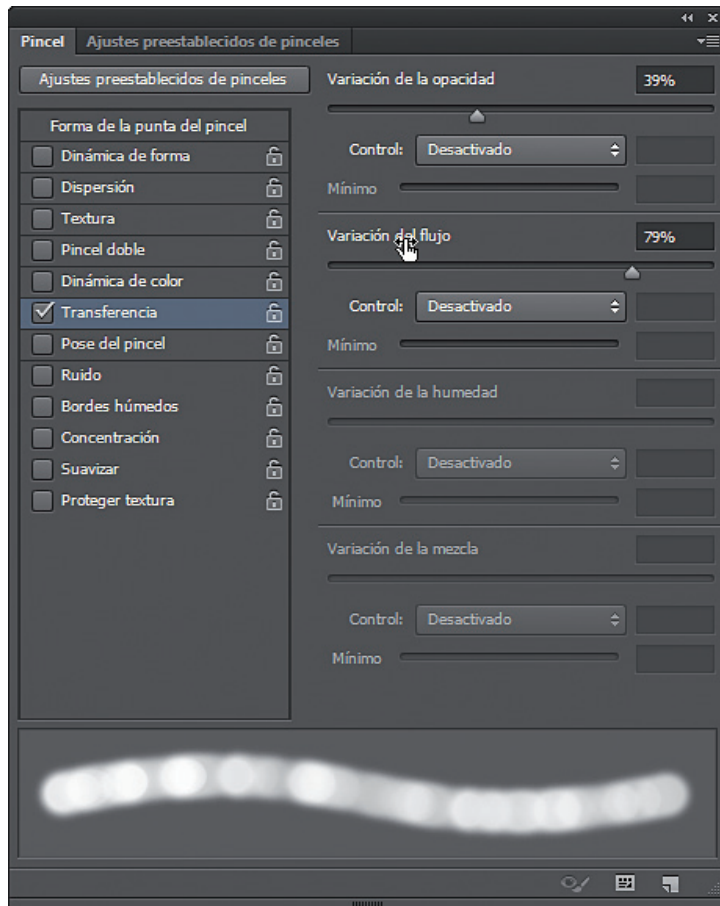 Pincel Ajustes preestablecidos de pinceles
Ajustes preestablecidos de pinceles
Forma de la punta del pincel
Dinámica de forma
Dispersión
Textura
Pincel doble
Dinámica de color
Transferencia
Pose del pincel
Ruido
Bordes húmedos
Concentración
Suavizar
Proteger textura
Variación de la opacidad 39%
Control: Desactivado
Mínimo
Variación del flujo 79%
Control: Desactivado
Mínimo
Variación de la humedad
Control: Desactivado
Mínimo
Variación de la mezcla
Control: Desactivado
Mínimo